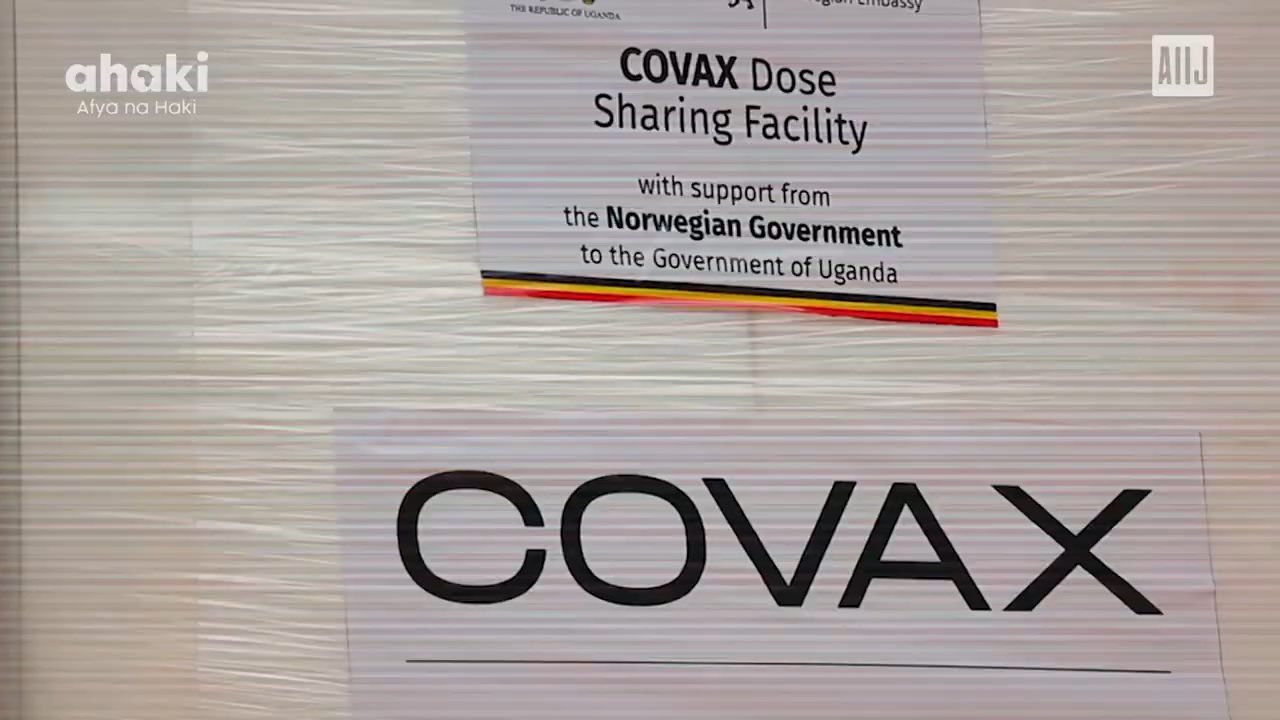 ahaki
Afya na Haki
AIIJ
THE REPUBLIC OF UGANDA
Embassy
COVAX Dose
Sharing Facility
with support from
the Norwegian Government
to the Government of Uganda
COVAX